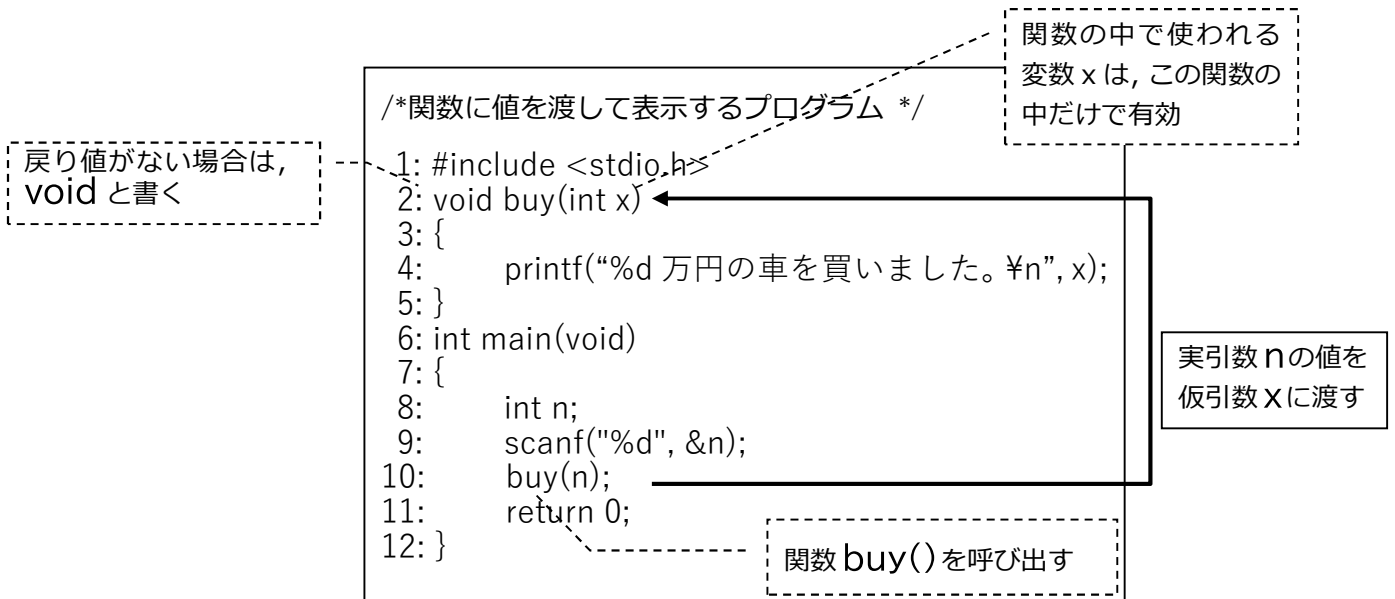 関数の中で使われる
変数 x は, この関数の
中だけで有効
/*関数に値を渡して表示するプログラム */
戻り値がない場合は,
void と書く
1: #include <stdio.h>
2: void buy(int x)
3: {
4: printf(“%d 万円の車を買いました。¥n”, x);
5: }
6: int main(void)
7: {
8: int n;
9: scanf("%d", &n);
10: buy(n);
11: return 0;
12: }
実引数 n の値を
仮引数 x に渡す
関数 buy() を呼び出す